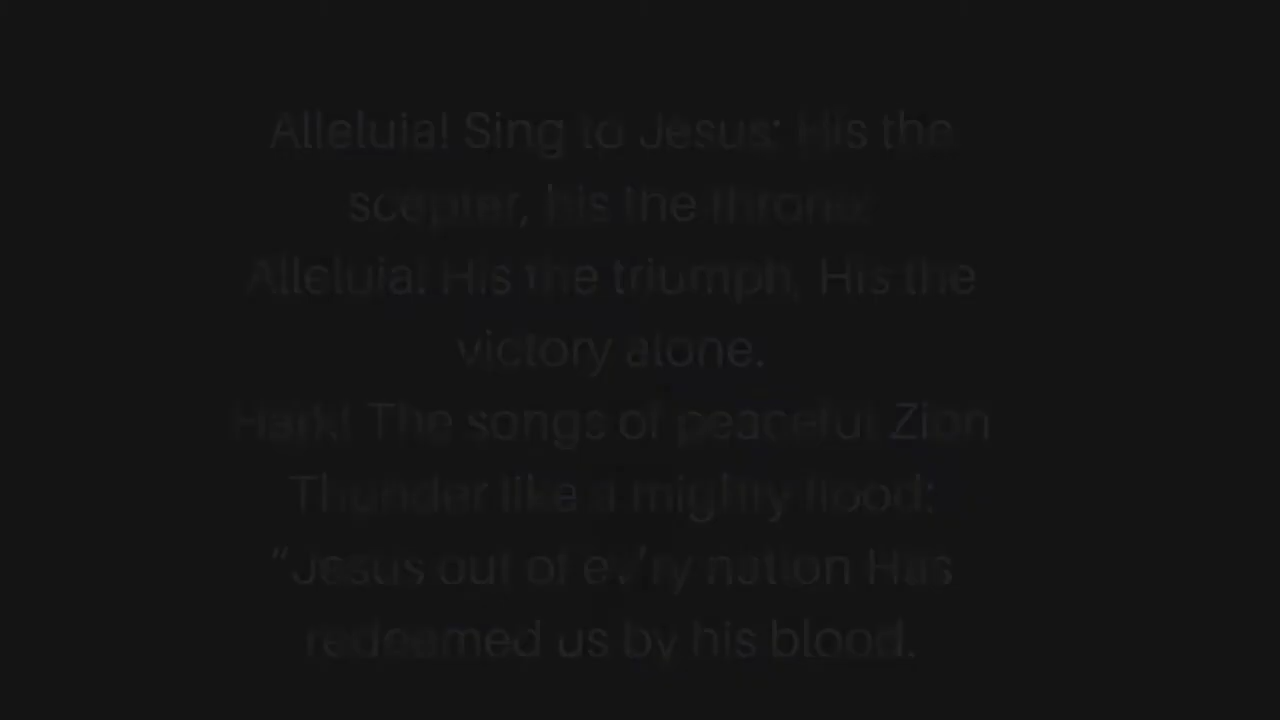 Alleluia! Sing to Jesus: His the
scepter, his the throne:
Alleluia! His the triumph, His the
victory alone.
Hark! The songs of peaceful Zion
Thunder like a mighty flood:
“Jesus out of ev’ry nation Has
redeemed us by his blood.